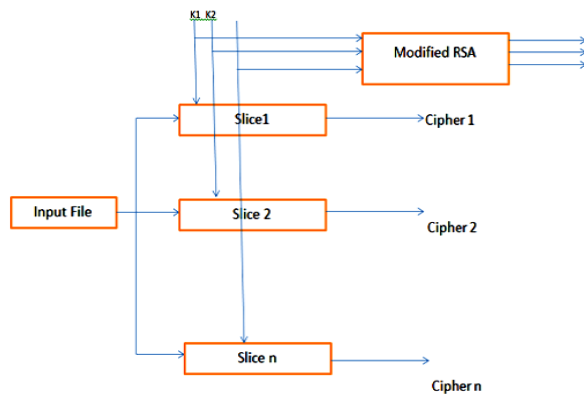 K1 K2
Modified RSA
Slice1
Cipher 1
Input File
Slice 2
Cipher 2
Slice n
Cipher n